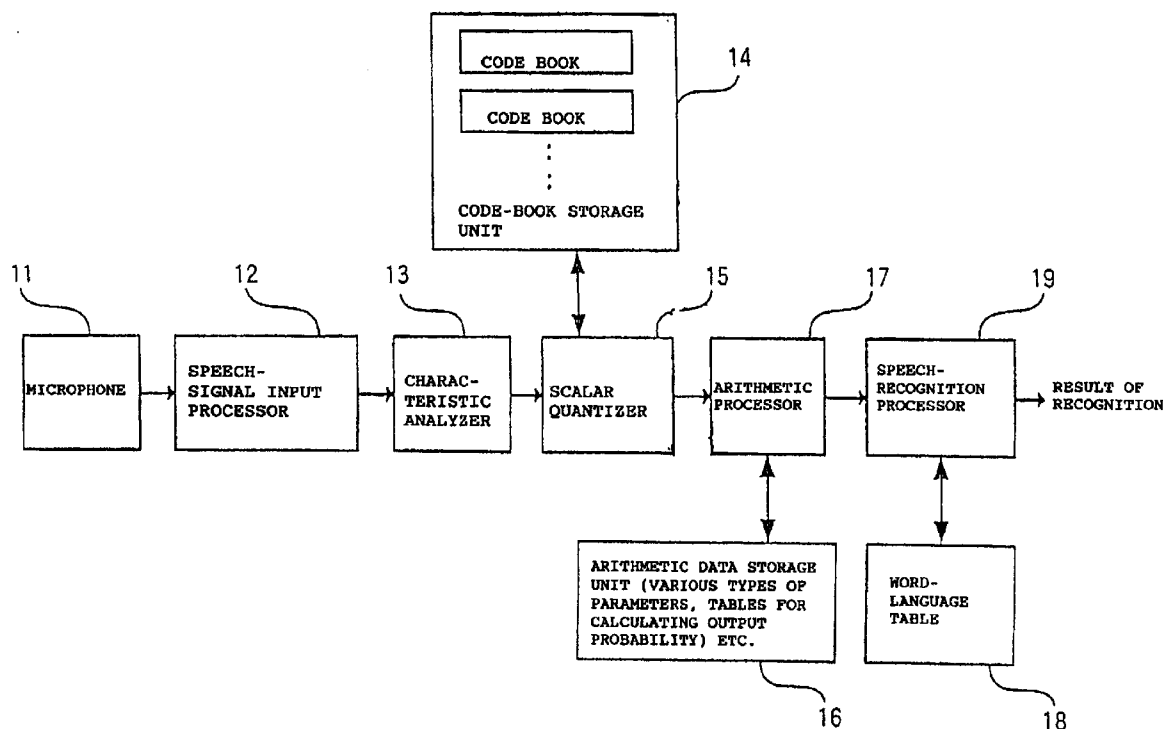 CODE BOOK
CODE BOOK
CODE-BOOK STORAGE
UNIT
14
11
12
13
15
17
19
MICROPHONE
SPEECH-
SIGNAL INPUT
PROCESSOR
CHARAC-
TERISTIC
ANALYZER
SCALAR
QUANTIZER
ARITHMETIC
PROCESSOR
SPEECH-
RECOGNITION
PROCESSOR
RESULT OF
RECOGNITION
ARITHMETIC DATA STORAGE
UNIT (VARIOUS TYPES OF
PARAMETERS, TABLES FOR
CALCULATING OUTPUT
PROBABILITY) ETC.
WORD-
LANGUAGE
TABLE
16
18